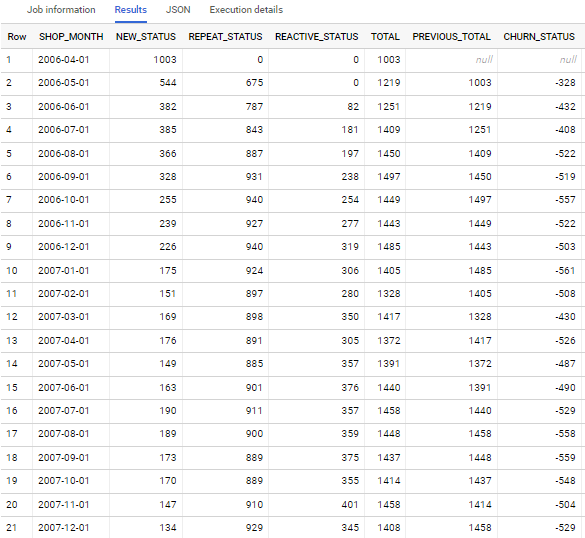 Job information Results JSON Execution details
Row SHOP_MONTH NEW_STATUS REPEAT_STATUS REACTIVE_STATUS TOTAL PREVIOUS_TOTAL CHURN_STATUS
1 2006-04-01 1003 0 0 1003 null null
2 2006-05-01 544 675 0 1219 1003 -328
3 2006-06-01 382 787 82 1251 1219 -432
4 2006-07-01 385 843 181 1409 1251 -408
5 2006-08-01 366 887 197 1450 1409 -522
6 2006-09-01 328 931 238 1497 1450 -519
7 2006-10-01 255 940 254 1449 1497 -557
8 2006-11-01 239 927 277 1443 1449 -522
9 2006-12-01 226 940 319 1485 1443 -503
10 2007-01-01 175 924 306 1405 1485 -561
11 2007-02-01 151 897 280 1328 1405 -508
12 2007-03-01 169 898 350 1417 1328 -430
13 2007-04-01 176 891 305 1372 1417 -526
14 2007-05-01 149 885 357 1391 1372 -487
15 2007-06-01 163 901 376 1440 1391 -490
16 2007-07-01 190 911 357 1458 1440 -529
17 2007-08-01 189 900 359 1448 1458 -558
18 2007-09-01 173 889 375 1437 1448 -559
19 2007-10-01 170 889 355 1414 1437 -548
20 2007-11-01 147 910 401 1458 1414 -504
21 2007-12-01 134 929 345 1408 1458 -529